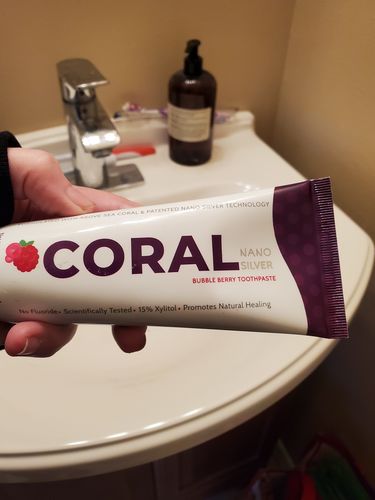 ABOVE SEA CORAL & PATENTED NANO SILVER TECHNOLOGY
CORAL
NANO
SILVER
BUBBLE BERRY TOOTHPASTE
No Fluoride • Scientifically Tested • 15% Xylitol • Promotes Natural Healing